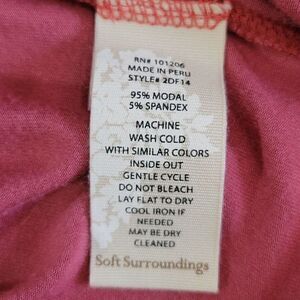 RN# 101206
MADE IN PERU
STYLE# 2DF14
95% MODAL
5% SPANDEX
MACHINE
WASH COLD
WITH SIMILAR COLORS
INSIDE OUT
GENTLE CYCLE
DO NOT BLEACH
LAY FLAT TO DRY
COOL IRON IF
NEEDED
MAY BE DRY
CLEANED
Soft Surroundings